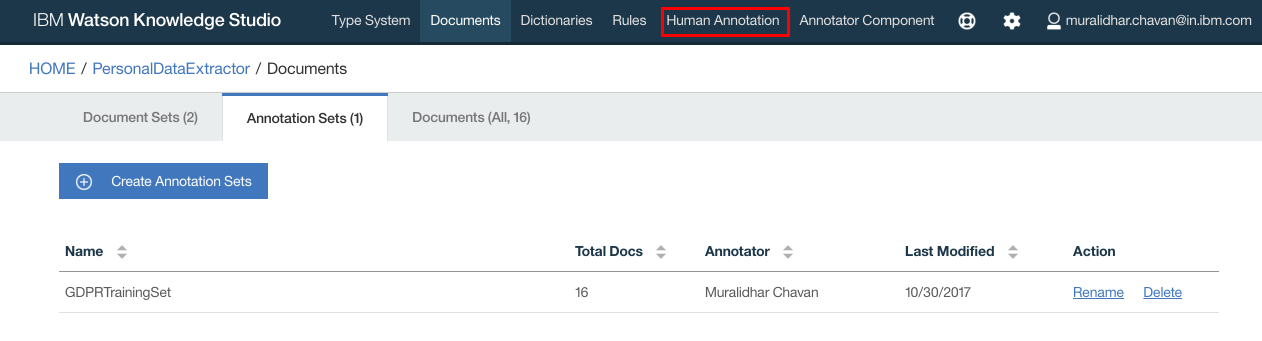 IBM Watson Knowledge Studio Type System Documents Dictionaries Rules Human Annotation Annotator Component muralidhar.chavan@in.ibm.com
HOME / PersonalDataExtractor / Documents
Document Sets (2) Annotation Sets (1) Documents (All, 16)
Create Annotation Sets
Name Total Docs Annotator Last Modified Action
GDPRTrainingSet 16 Muralidhar Chavan 10/30/2017 Rename Delete